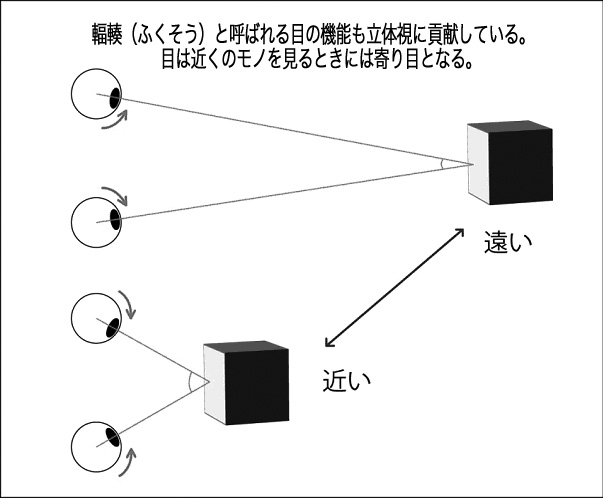 輻輳（ふくそう）と呼ばれる目の機能も立体視に貢献している。
目は近くのモノを見るときには寄り目となる。
遠い
近い